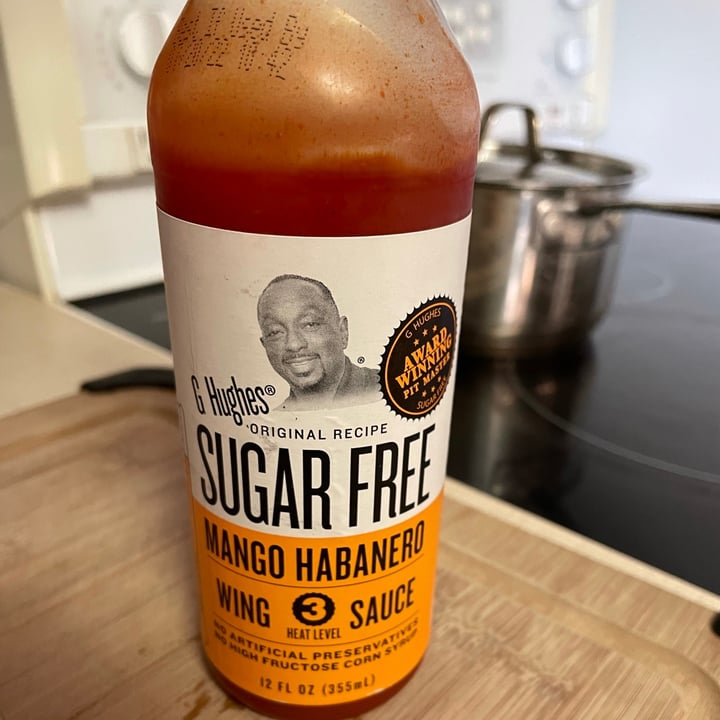 G HUGHES
AWARD
WINNING
PIT MASTER
G Hughes®
®
ORIGINAL RECIPE
SUGAR FREE
MANGO HABANERO
WING 3 SAUCE
HEAT LEVEL
NO ARTIFICIAL PRESERVATIVES
NO HIGH FRUCTOSE CORN SYRUP
12 FL OZ (355mL)